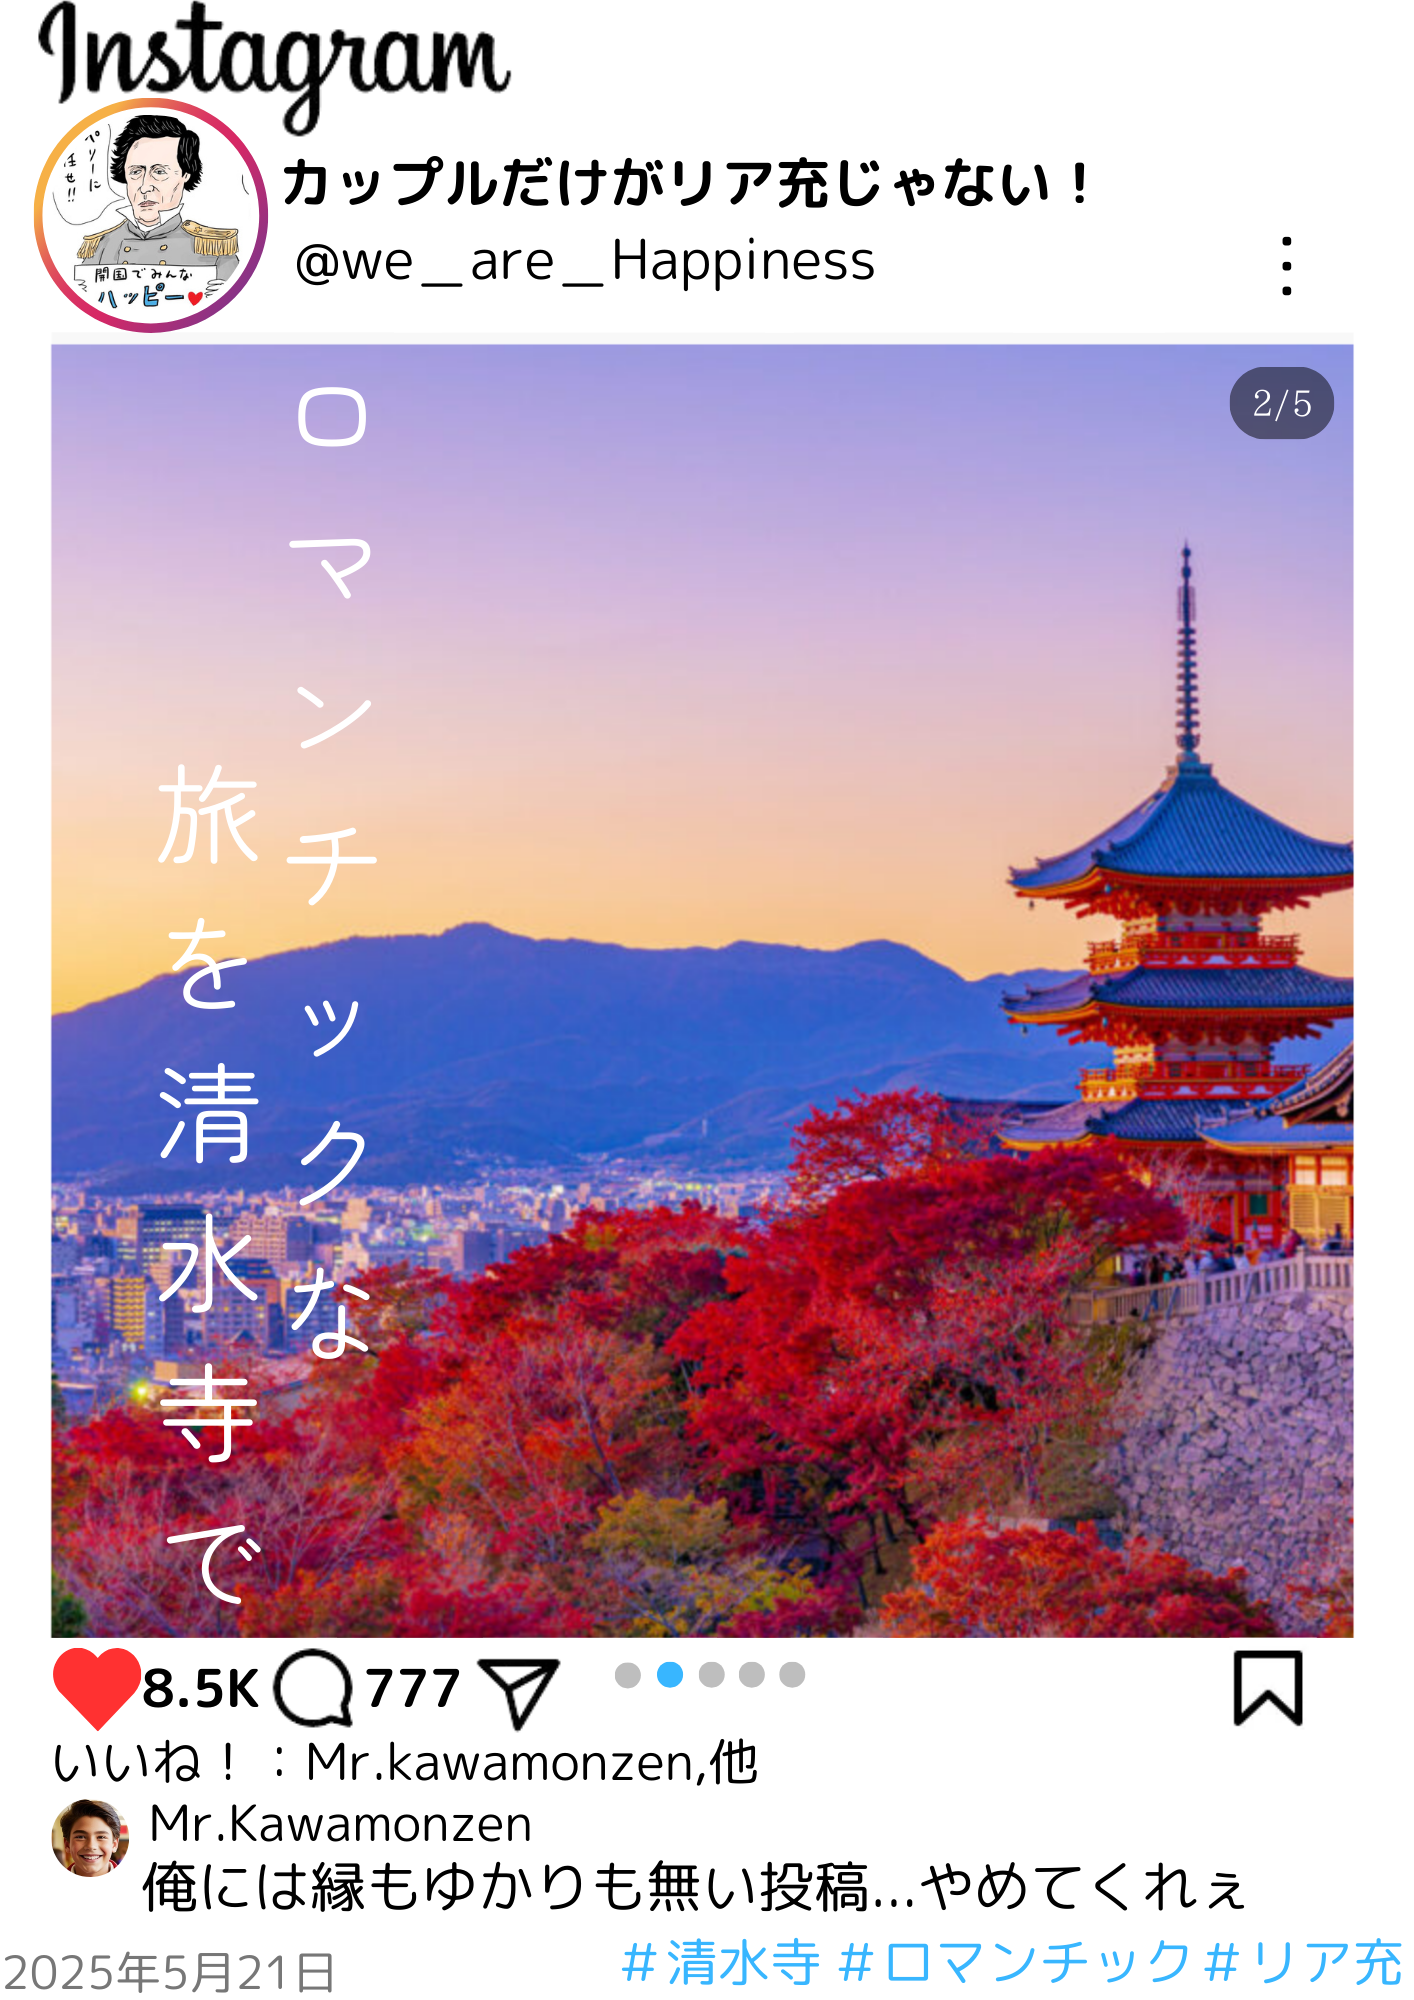 Instagram
ペリーに
任せ!!
開国でみんな
ハッピー♥
カップルだけがリア充じゃない！
@we＿are＿Happiness
2/5
ロマンチックな
旅を清水寺で
8.5K 777
いいね！：Mr.kawamonzen,他
Mr.Kawamonzen
俺には縁もゆかりも無い投稿...やめてくれぇ
2025年5月21日
＃清水寺 ＃ロマンチック＃リア充